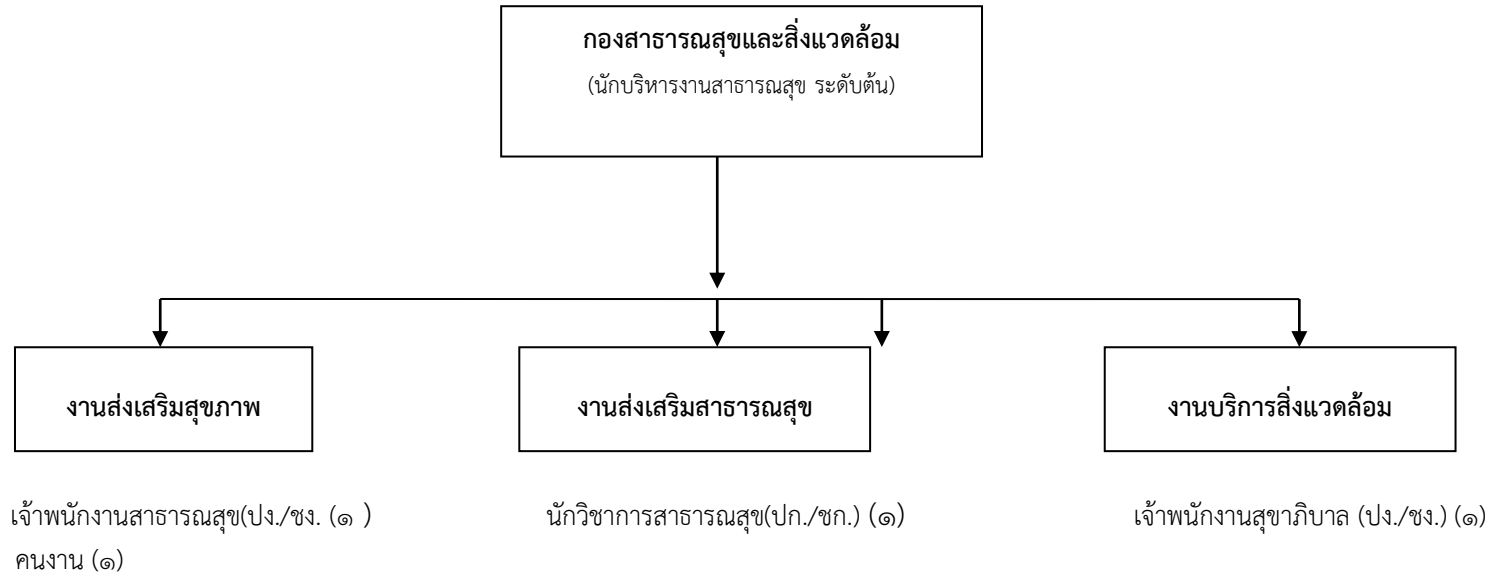 กองสาธารณสุขและสิ่งแวดล้อม
(นักบริหารงานสาธารณสุข ระดับต้น)
งานส่งเสริมสุขภาพ
งานส่งเสริมสาธารณสุข
งานบริการสิ่งแวดล้อม
เจ้าพนักงานสาธารณสุข(ปง./ชง. (๑ )
คนงาน (๑)
นักวิชาการสาธารณสุข(ปก./ชก.) (๑)
เจ้าพนักงานสุขาภิบาล (ปง./ชง.) (๑)